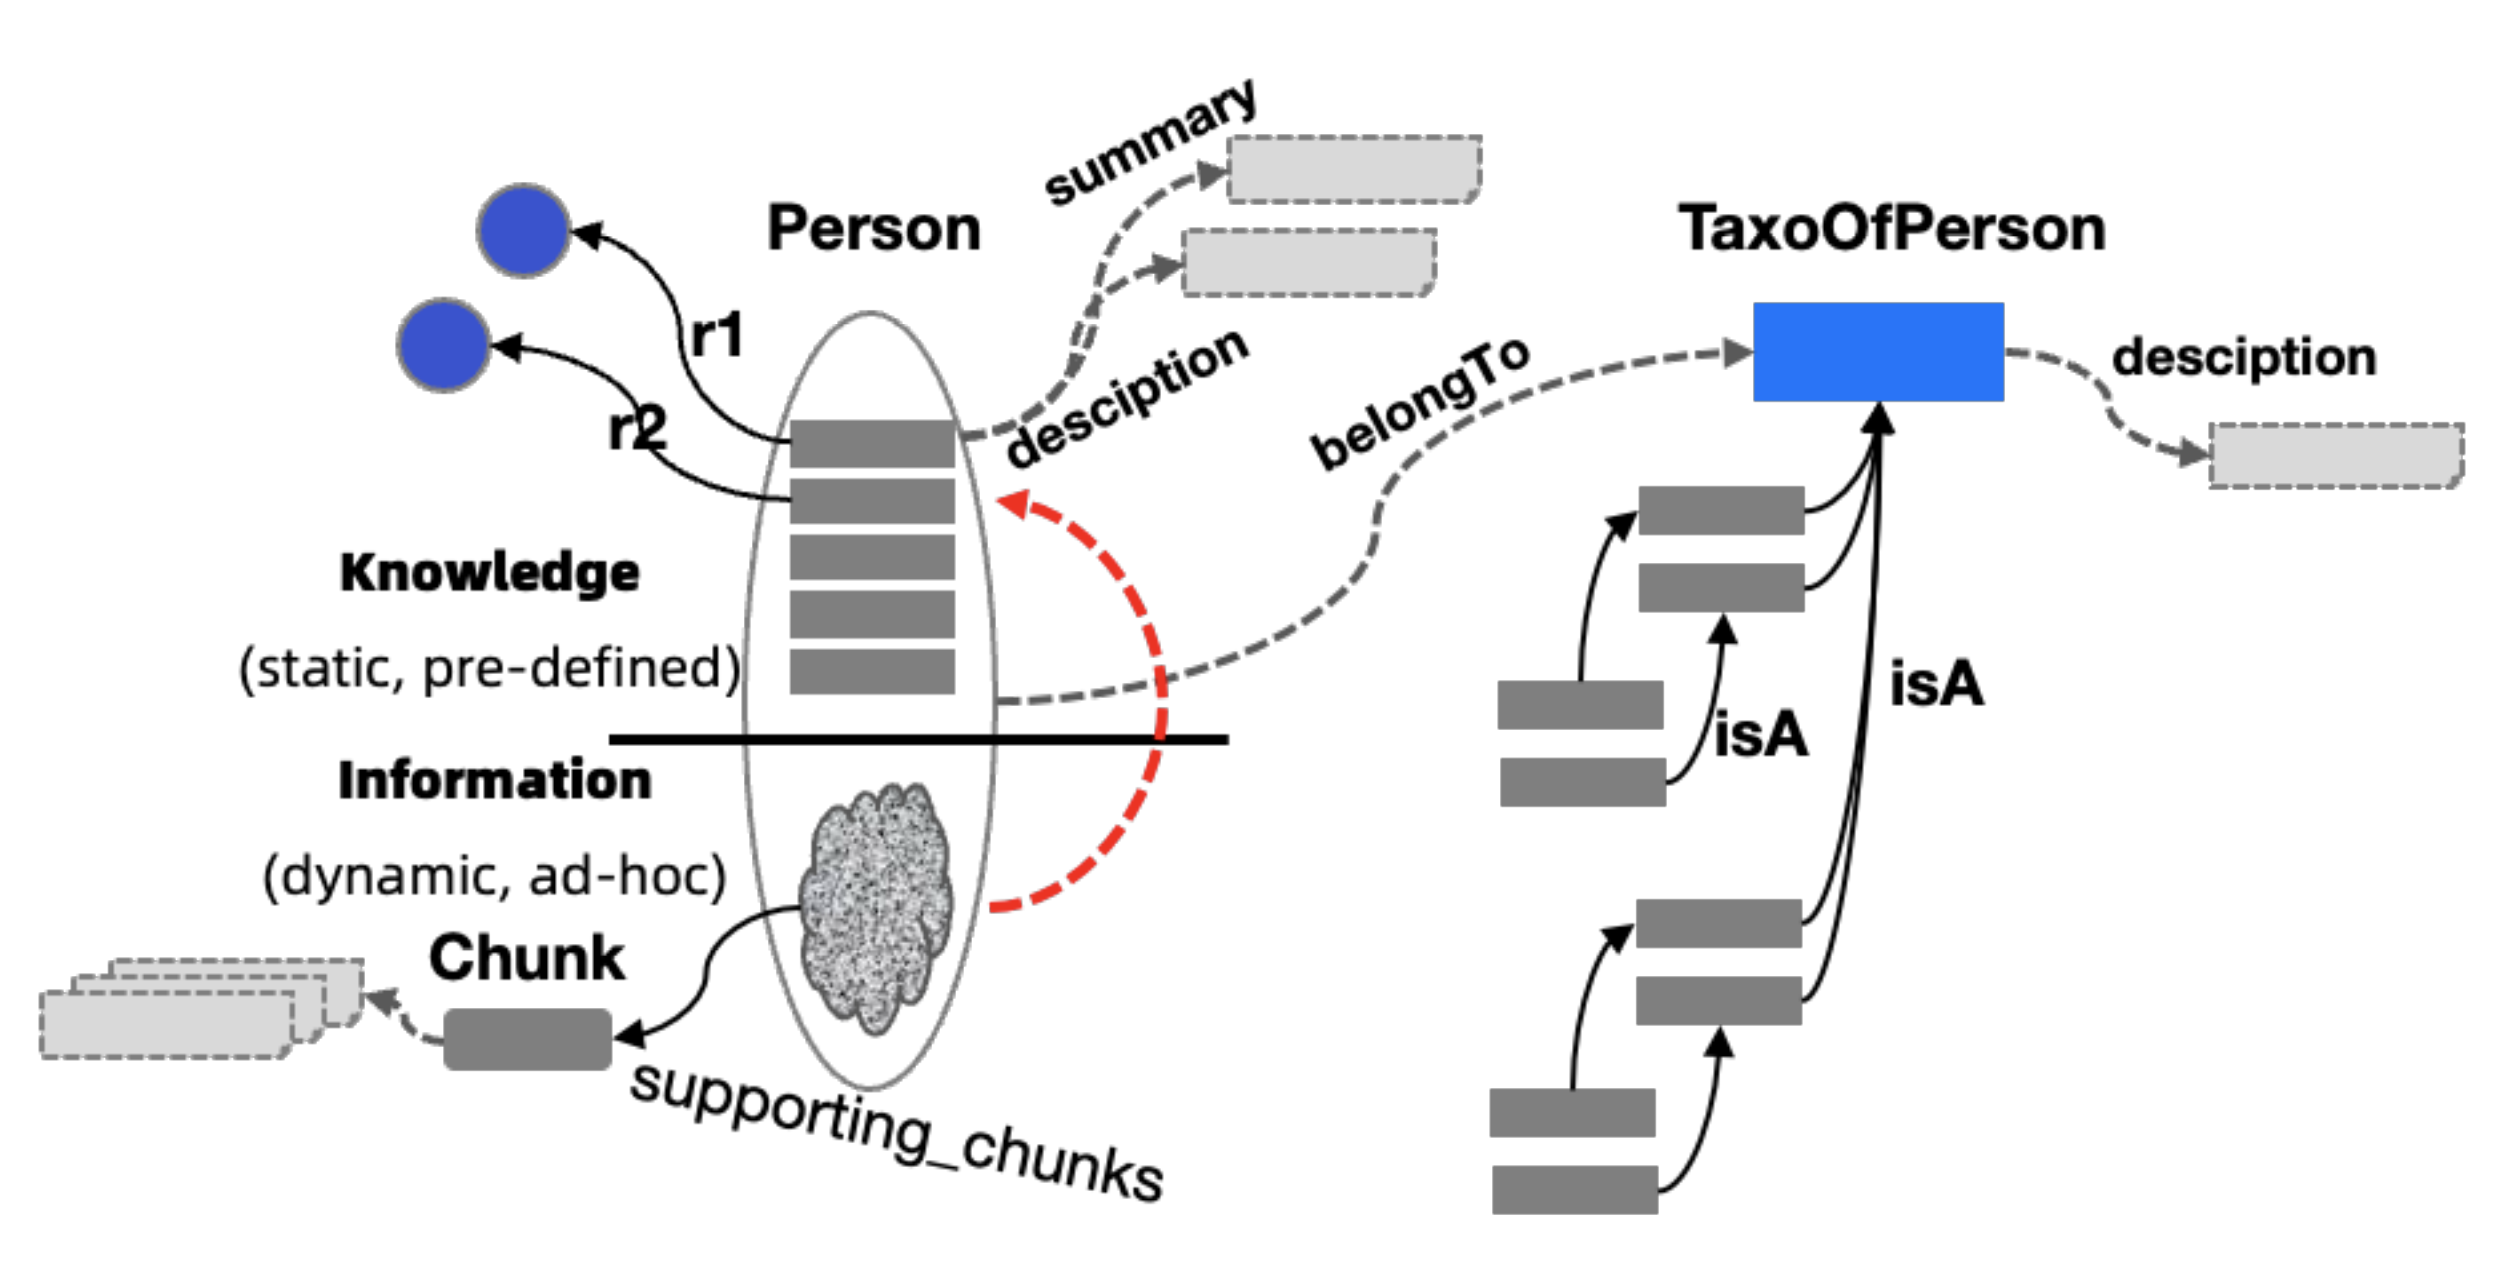 summary
Person
TaxoOfPerson
r1
desciption
belongTo
desciption
r2
Knowledge
(static, pre-defined)
isA
isA
Information
(dynamic, ad-hoc)
Chunk
supporting_chunks